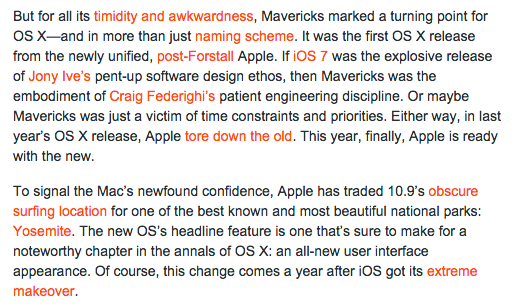 But for all its timidity and awkwardness, Mavericks marked a turning point for
OS X—and in more than just naming scheme. It was the first OS X release
from the newly unified, post-Forstall Apple. If iOS 7 was the explosive release
of Jony Ive's pent-up software design ethos, then Mavericks was the
embodiment of Craig Federighi's patient engineering discipline. Or maybe
Mavericks was just a victim of time constraints and priorities. Either way, in last
year's OS X release, Apple tore down the old. This year, finally, Apple is ready
with the new.
To signal the Mac's newfound confidence, Apple has traded 10.9's obscure
surfing location for one of the best known and most beautiful national parks:
Yosemite. The new OS's headline feature is one that's sure to make for a
noteworthy chapter in the annals of OS X: an all-new user interface
appearance. Of course, this change comes a year after iOS got its extreme
makeover.